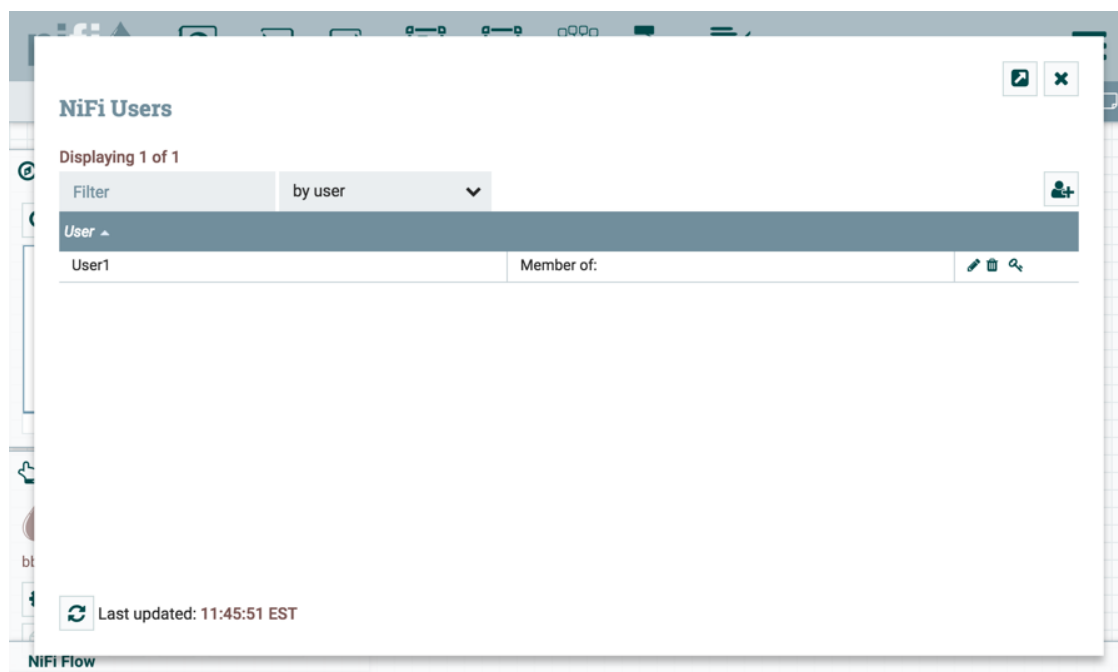 NiFi Users
Displaying 1 of 1
Filter by user
User
User1 Member of:
Last updated: 11:45:51 EST
NiFi Flow